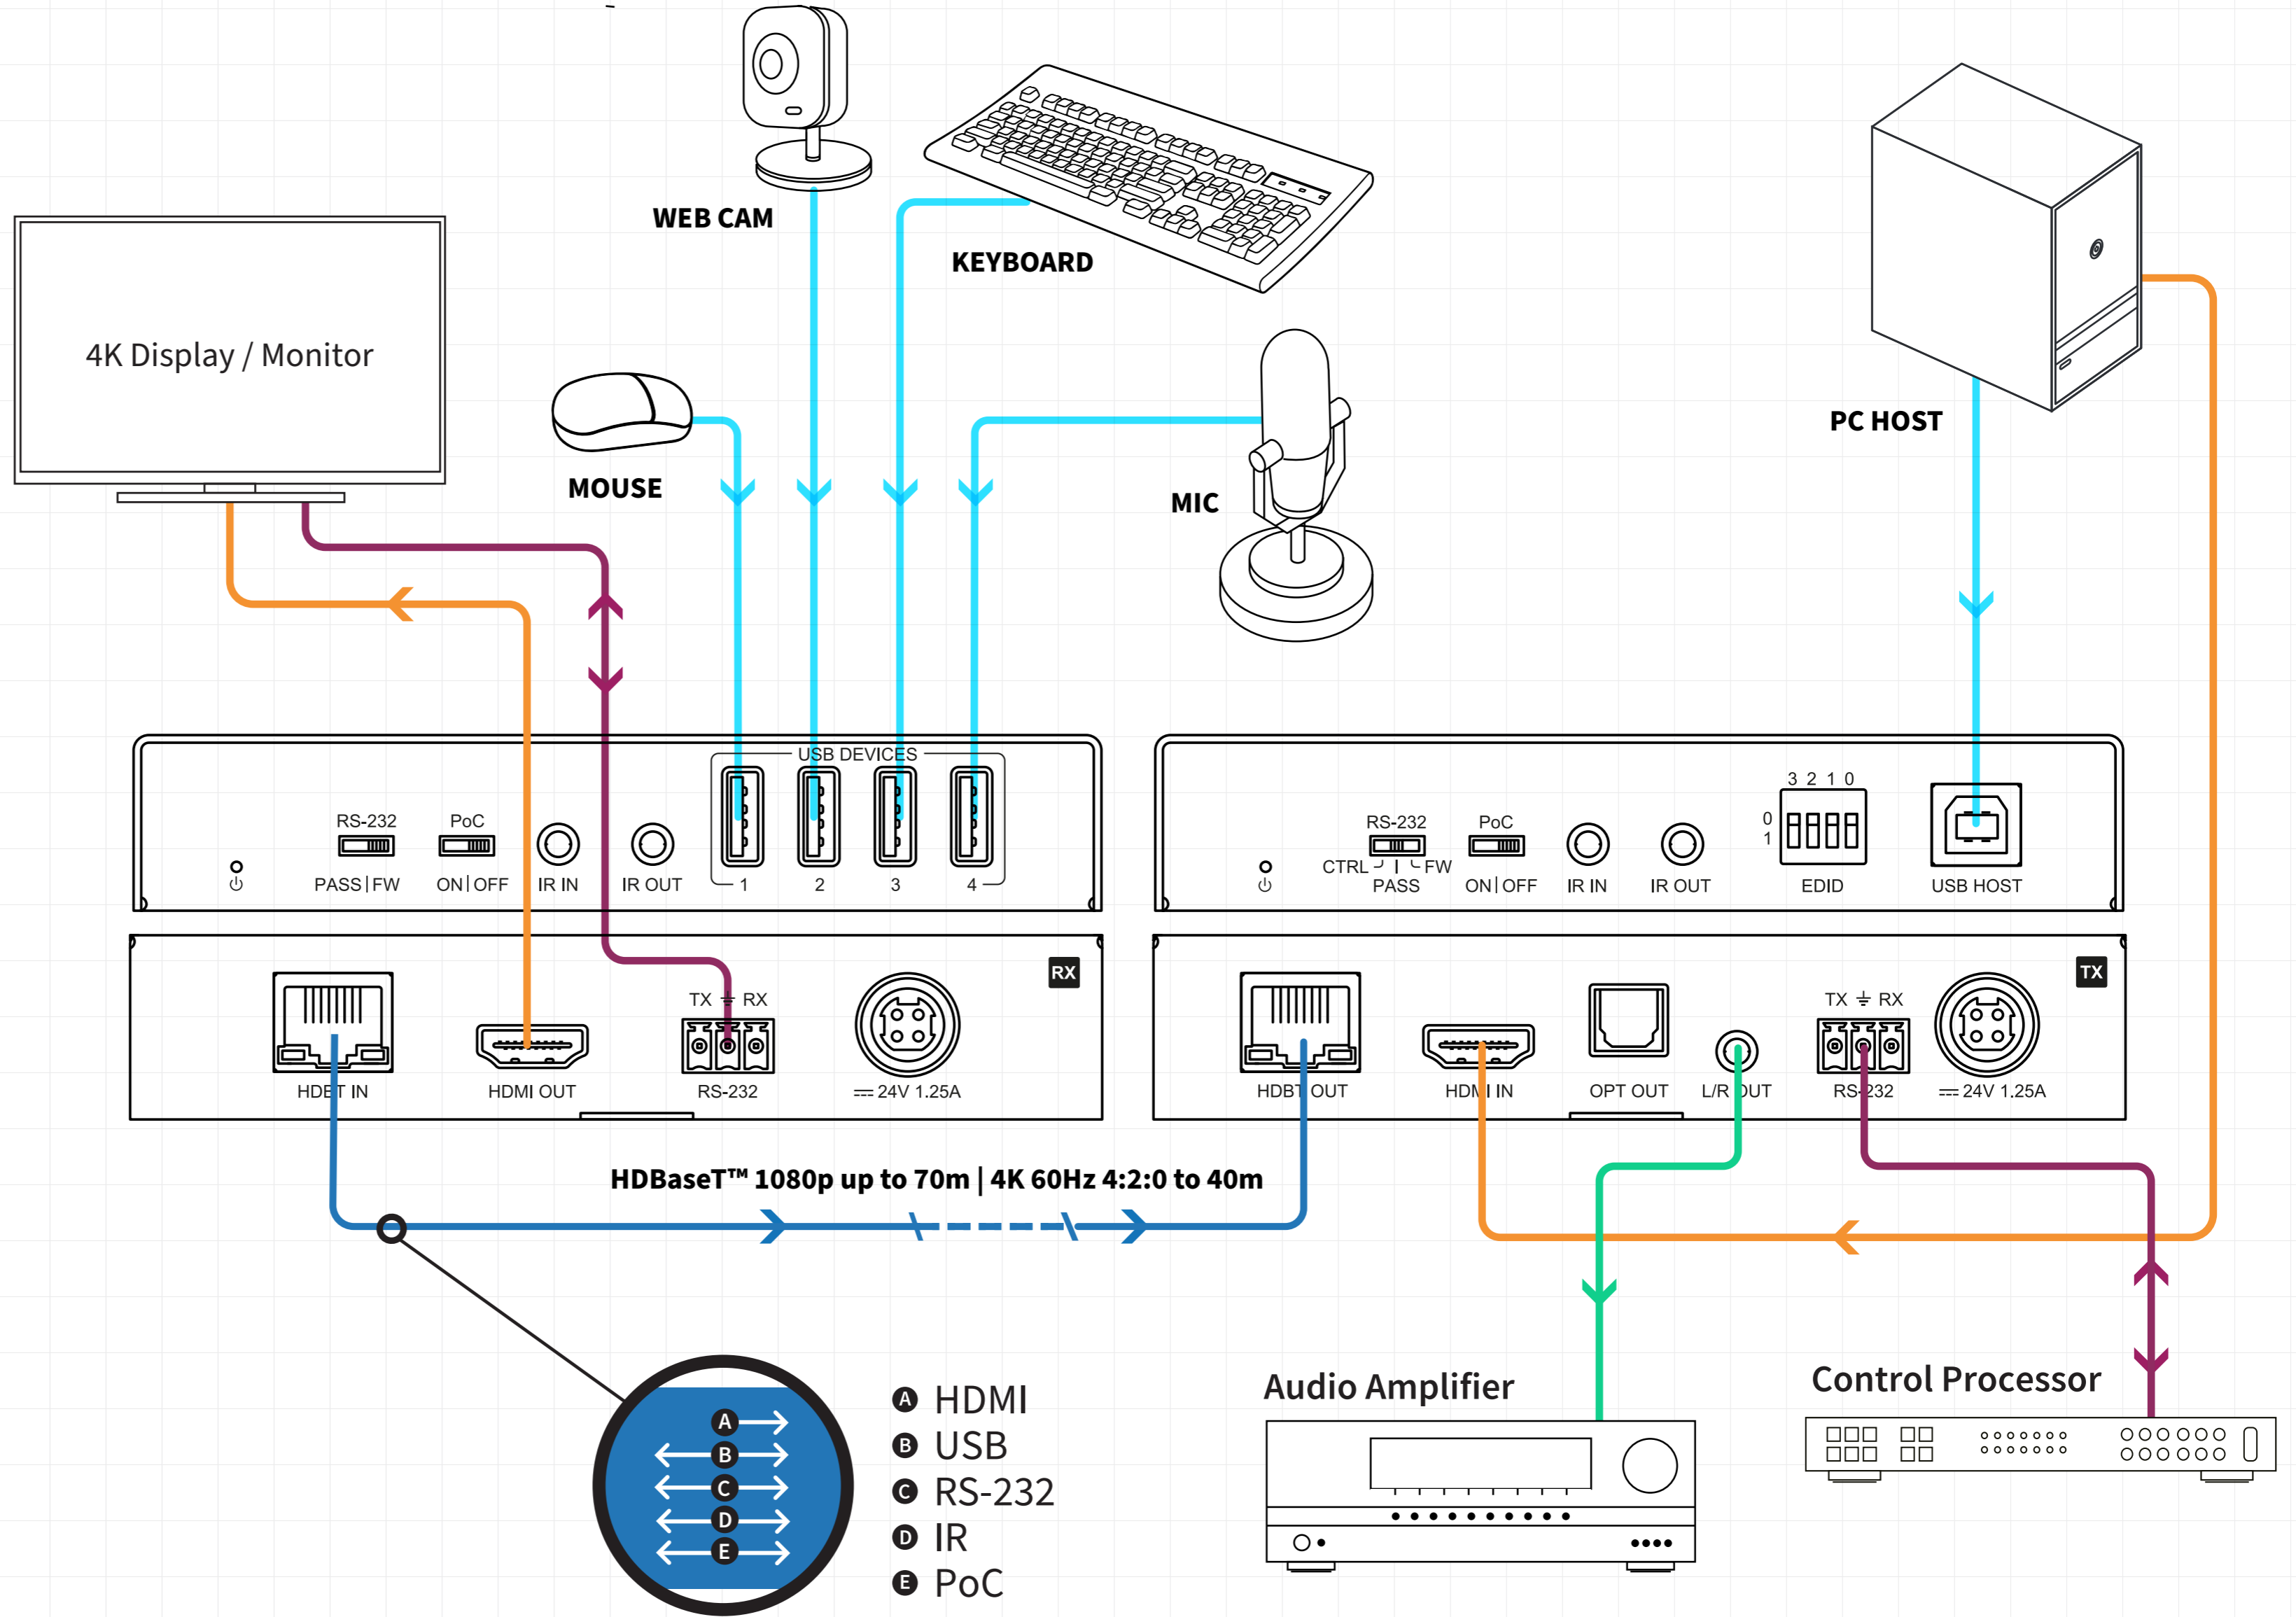 WEB CAM
KEYBOARD
4K Display / Monitor
MOUSE
MIC
PC HOST
USB DEVICES
RS-232
PASS|FW
PoC
ON|OFF
IR IN
IR OUT
1
2
3
4
RS-232
CTRL
FW
PASS
PoC
ON|OFF
IR IN
IR OUT
3 2 1 0
0
1
EDID
USB HOST
RX
HDBT IN
HDMI OUT
TX RX
RS-232
24V 1.25A
TX
HDBT OUT
HDMI IN
OPT OUT
L/R OUT
TX RX
RS-232
24V 1.25A
HDBaseT™ 1080p up to 70m | 4K 60Hz 4:2:0 to 40m
A
B
C
D
E
A HDMI
B USB
C RS-232
D IR
E PoC
Audio Amplifier
Control Processor